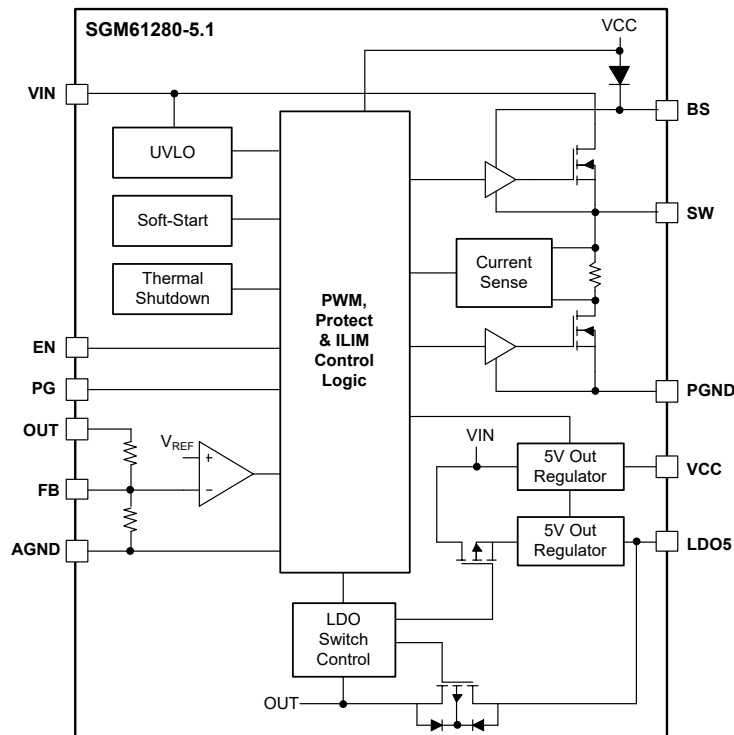 SGM61280-5.1
VCC
VIN
BS
UVLO
SW
Soft-Start
Current
Sense
Thermal
Shutdown
PWM,
Protect
& ILIM
Control
Logic
EN
PG
PGND
OUT
VREF
+
−
VIN
5V Out
Regulator
VCC
FB
5V Out
Regulator
LDO5
AGND
LDO
Switch
Control
OUT